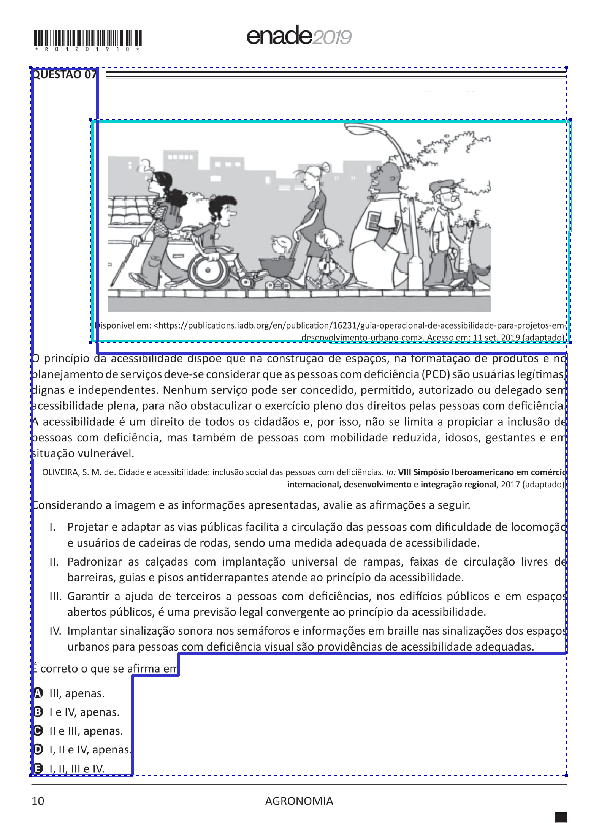 * R 0 7 2 0 1 9 1 0 *
enade2019
QUESTÃO 07
Disponível em: <https://publications.iadb.org/en/publication/16231/guia-operacional-de-acessibilidade-para-projetos-em-
desenvolvimento-urbano-com>. Acesso em: 11 set. 2019 (adaptado).
O princípio da acessibilidade dispõe que na construção de espaços, na formatação de produtos e no
planejamento de serviços deve-se considerar que as pessoas com deficiência (PCD) são usuárias legítimas,
dignas e independentes. Nenhum serviço pode ser concedido, permitido, autorizado ou delegado sem
acessibilidade plena, para não obstaculizar o exercício pleno dos direitos pelas pessoas com deficiência.
A acessibilidade é um direito de todos os cidadãos e, por isso, não se limita a propiciar a inclusão de
pessoas com deficiência, mas também de pessoas com mobilidade reduzida, idosos, gestantes e em
situação vulnerável.
OLIVEIRA, S. M. de. Cidade e acessibilidade: inclusão social das pessoas com deficiências. In: VIII Simpósio Iberoamericano em comércio
internacional, desenvolvimento e integração regional, 2017 (adaptado).
Considerando a imagem e as informações apresentadas, avalie as afirmações a seguir.
I. Projetar e adaptar as vias públicas facilita a circulação das pessoas com dificuldade de locomoção
e usuários de cadeiras de rodas, sendo uma medida adequada de acessibilidade.
II. Padronizar as calçadas com implantação universal de rampas, faixas de circulação livres de
barreiras, guias e pisos antiderrapantes atende ao princípio da acessibilidade.
III. Garantir a ajuda de terceiros a pessoas com deficiências, nos edifícios públicos e em espaços
abertos públicos, é uma previsão legal convergente ao princípio da acessibilidade.
IV. Implantar sinalização sonora nos semáforos e informações em braille nas sinalizações dos espaços
urbanos para pessoas com deficiência visual são providências de acessibilidade adequadas.
É correto o que se afirma em
A III, apenas.
B I e IV, apenas.
C II e III, apenas.
D I, II e IV, apenas.
E I, II, III e IV.
10
AGRONOMIA